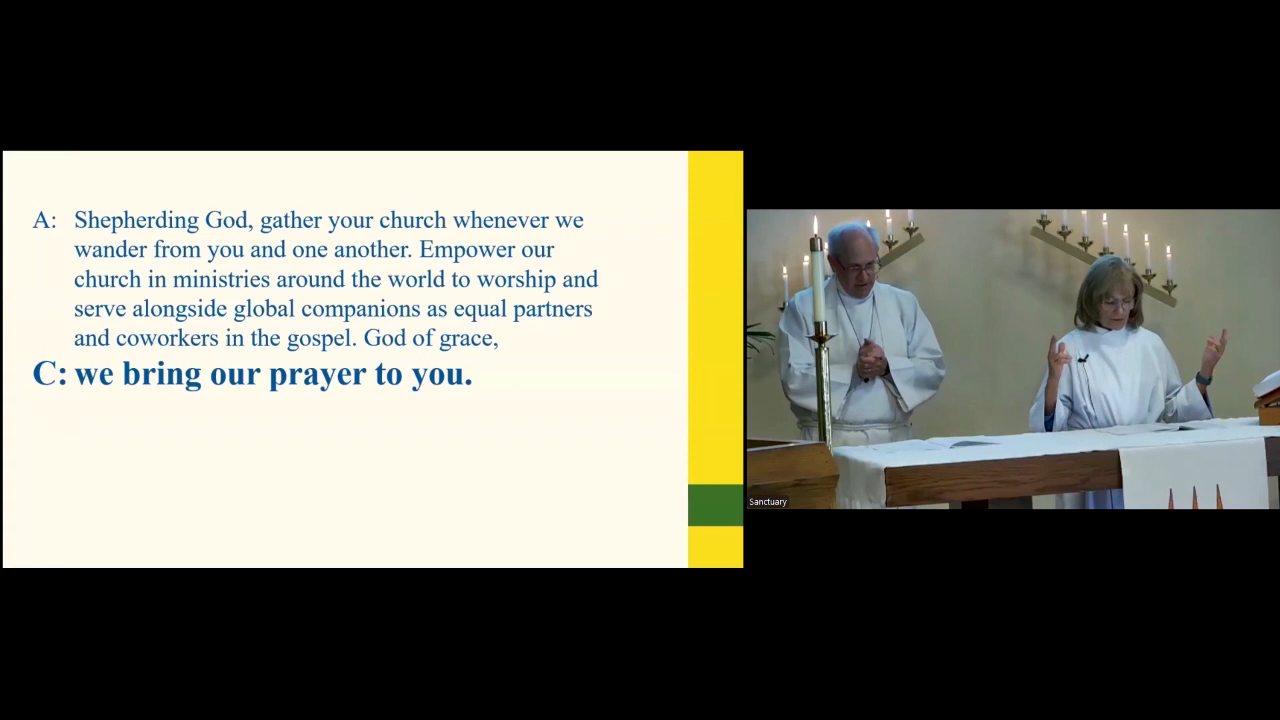 A: Shepherding God, gather your church whenever we
wander from you and one another. Empower our
church in ministries around the world to worship and
serve alongside global companions as equal partners
and coworkers in the gospel. God of grace,
C: we bring our prayer to you.
Sanctuary